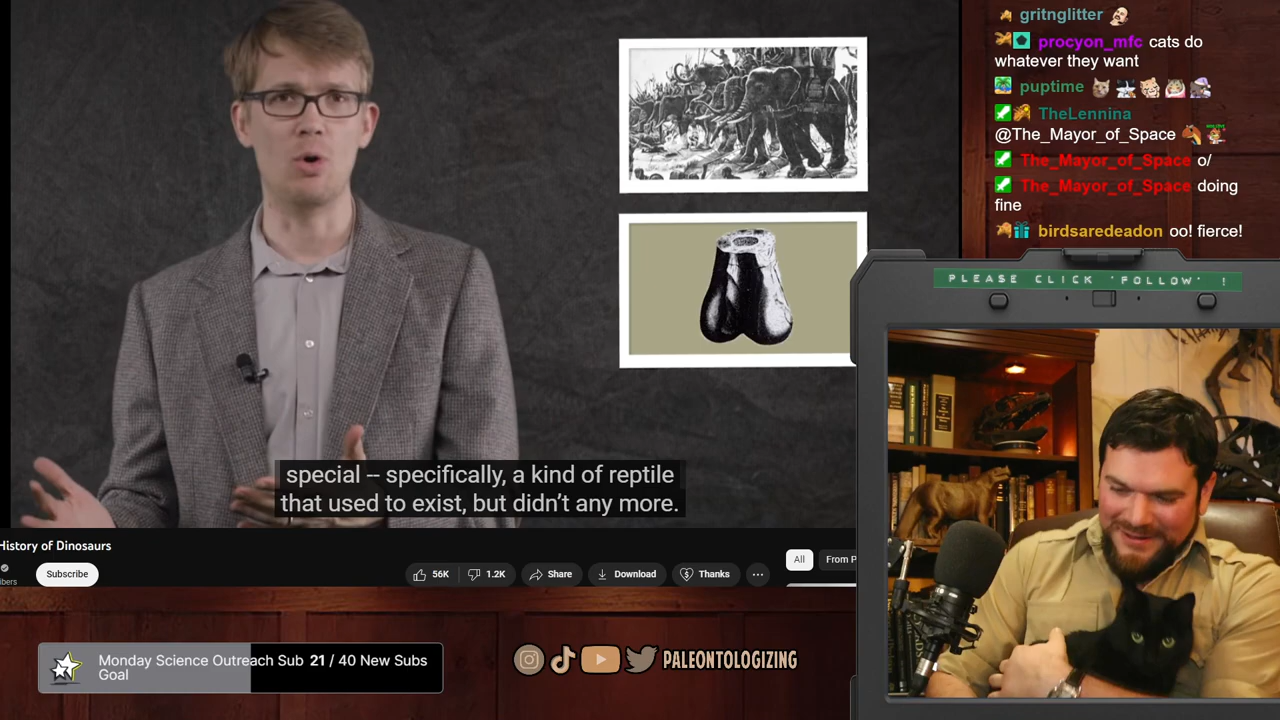 gritnglitter
procyon_mfc cats do
whatever they want
puptime
TheLennina
@The_Mayor_of_Space
The_Mayor_of_Space o/
The_Mayor_of_Space doing
fine
birdsaredeadon oo! fierce!
PLEASE CLICK 'FOLLOW' !
special -- specifically, a kind of reptile
that used to exist, but didn't any more.
History of Dinosaurs
bers
Subscribe
56K
1.2K
Share
Download
Thanks
All
From P
Monday Science Outreach Sub 21 / 40 New Subs
Goal
PALEONTOLOGIZING